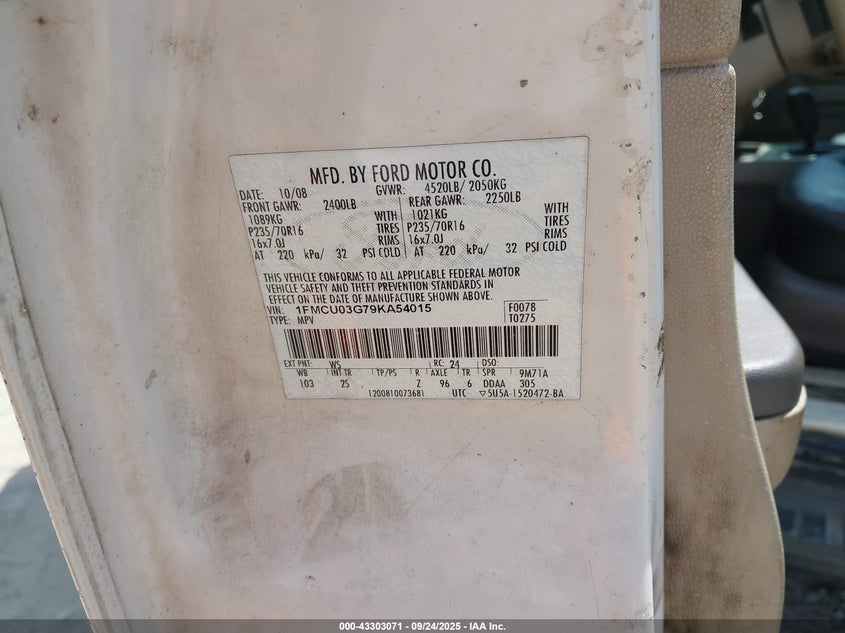 MFD. BY FORD MOTOR CO.
DATE: 10/08 GVWR: 4520LB/ 2050KG
FRONT GAWR: 2400LB REAR GAWR: 2250LB
1089KG WITH 1021KG WITH
P235/70R16 TIRES P235/70R16 TIRES
16x7.0J RIMS 16x7.0J RIMS
AT 220 kPa/ 32 PSI COLD AT 220 kPa/ 32 PSI COLD
THIS VEHICLE CONFORMS TO ALL APPLICABLE FEDERAL MOTOR
VEHICLE SAFETY AND THEFT PREVENTION STANDARDS IN
EFFECT ON THE DATE OF MANUFACTURE SHOWN ABOVE.
VIN: 1FMCU03G79KA54015 F0078
TYPE: MPV T0275
EXT PNT: WS RC: 24 DSO:
WB INT TR TP/PS R AXLE TR SPR 9M71A
103 2S Z 96 6 DDAA 305
1200810073681 UTC ▽5U5A-1520472-BA
000-43303071 - 09/24/2025 - IAA Inc.